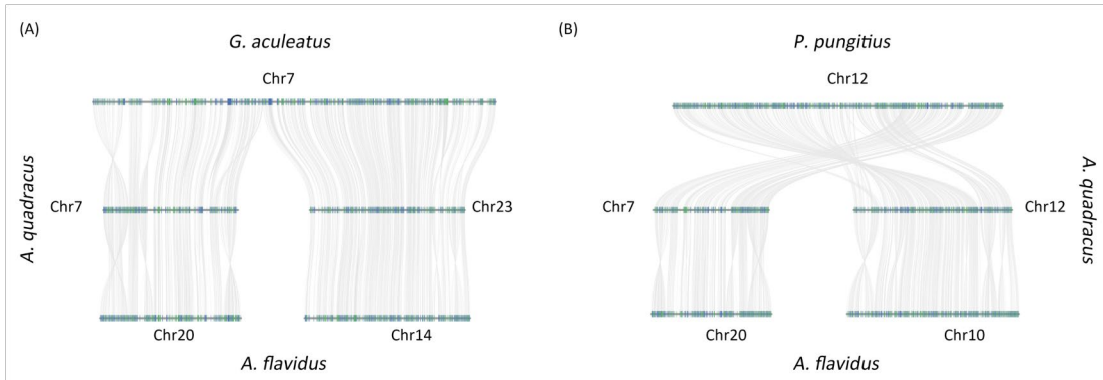 (A)
G. aculeatus
Chr7
A. quadracus
Chr7
Chr23
Chr20
Chr14
A. flavidus
(B)
P. pungitius
Chr12
Chr7
Chr12
A. quadracus
Chr20
Chr10
A. flavidus